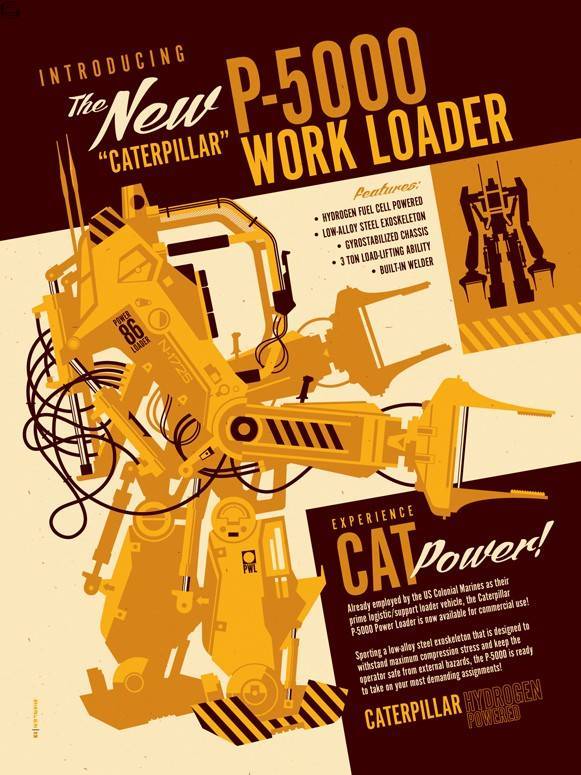 INTRODUCING
The New P-5000
"CATERPILLAR" WORK LOADER
features:
• HYDROGEN FUEL CELL POWERED
• LOW-ALLOY STEEL EXOSKELETON
• GYROSTABILIZED CHASSIS
• 3 TON LOAD-LIFTING ABILITY
• BUILT-IN WELDER
POWER
86
LOADER
N-1725
PWL
EXPERIENCE
CAT Power!
Already employed by the US Colonial Marines as their
prime logistic/support loader vehicle, the Caterpillar
P-5000 Power Loader is now available for commercial use!
Sporting a low-alloy steel exoskeleton that is designed to
withstand maximum compression stress and keep the
operator safe from external hazards, the P-5000 is ready
to take on your most demanding assignments!
CATERPILLAR HYDROGEN
POWERED